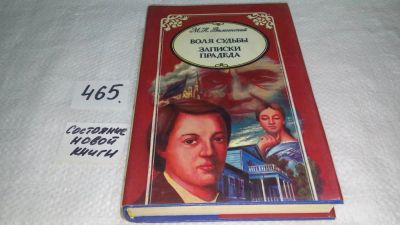 М.Н. Волконский
ВОЛЯ СУДЬБЫ
ЗАПИСКИ
ПРАДЕДА
465.
Состояние
новой
книги